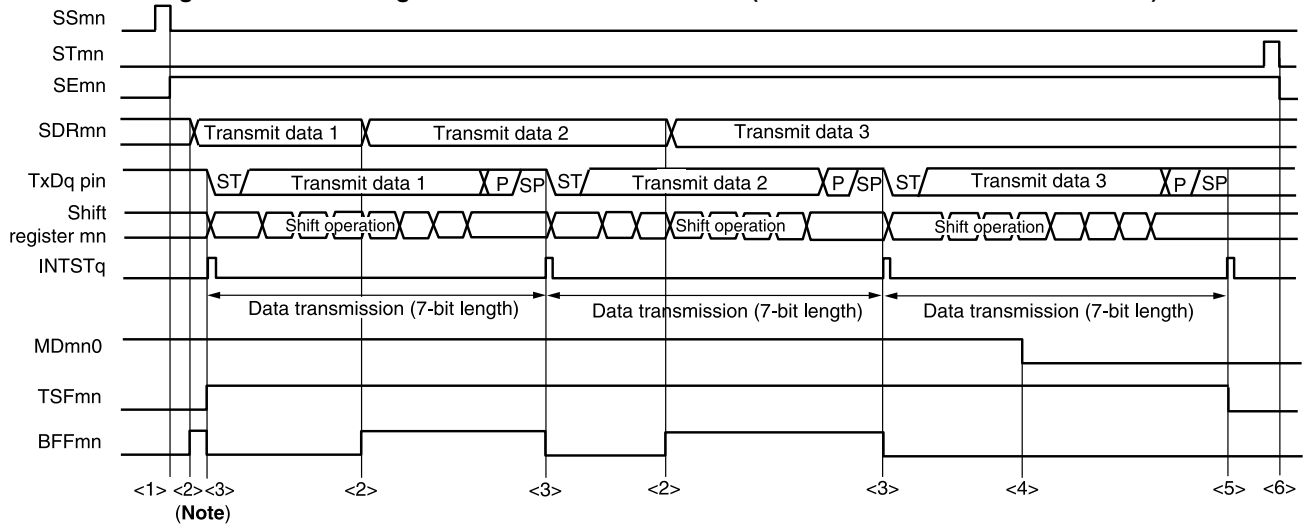 SSmn
STmn
SEmn
SDRmn Transmit data 1 Transmit data 2 Transmit data 3
TxDq pin ST Transmit data 1 P SP ST Transmit data 2 P SP ST Transmit data 3 P SP
Shift
register mn Shift operation Shift operation Shift operation
INTSTq
Data transmission (7-bit length) Data transmission (7-bit length) Data transmission (7-bit length)
MDmn0
TSFmn
BFFmn
<1> <2> <3> <2> <3> <2> <3> <4> <5> <6>
(Note)